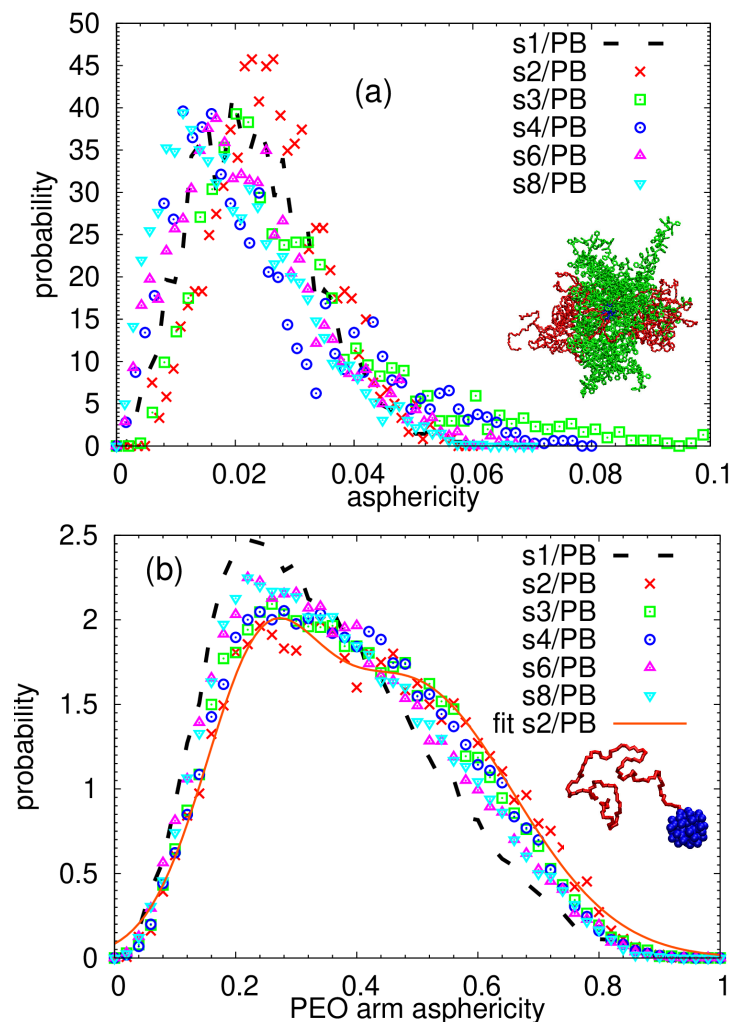 50
45
40
35
30
25
20
15
10
5
0
probability
(a)
s1/PB
s2/PB
s3/PB
s4/PB
s6/PB
s8/PB
0 0.02 0.04 0.06 0.08 0.1
asphericity
2.5
2
1.5
1
0.5
0
probability
(b)
s1/PB
s2/PB
s3/PB
s4/PB
s6/PB
s8/PB
fit s2/PB
0 0.2 0.4 0.6 0.8 1
PEO arm asphericity